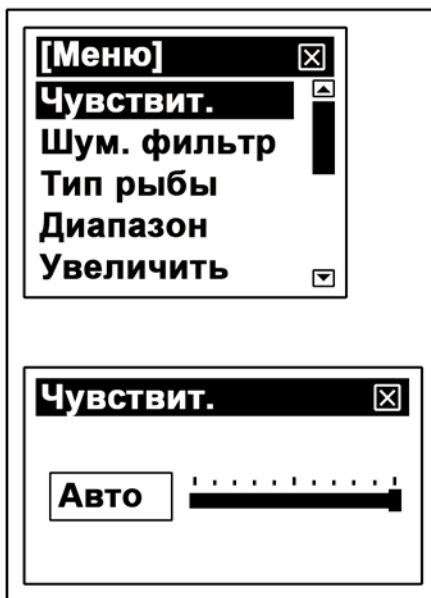 [Меню]
Чувствит.
Шум. фильтр
Тип рыбы
Диапазон
Увеличить
Чувствит.
Авто